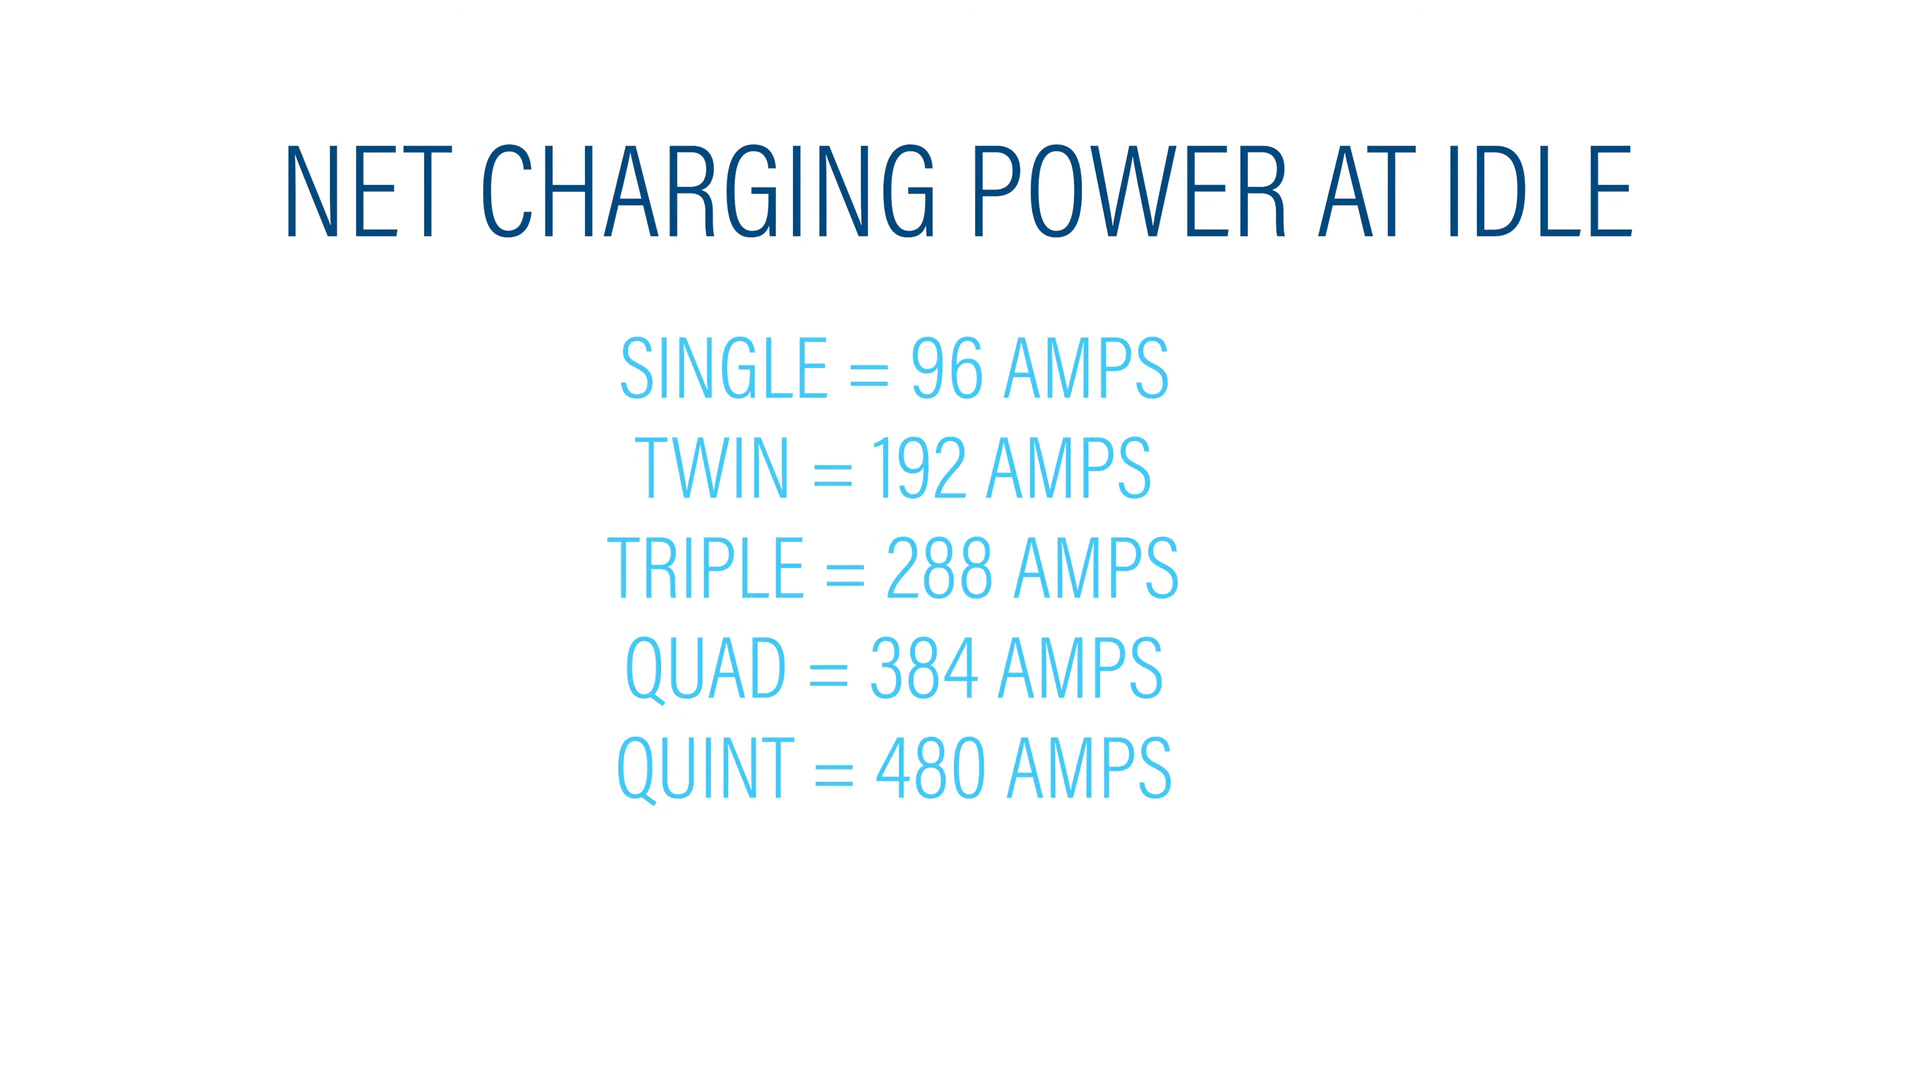 NET CHARGING POWER AT IDLE
SINGLE = 96 AMPS
TWIN = 192 AMPS
TRIPLE = 288 AMPS
QUAD = 384 AMPS
QUINT = 480 AMPS